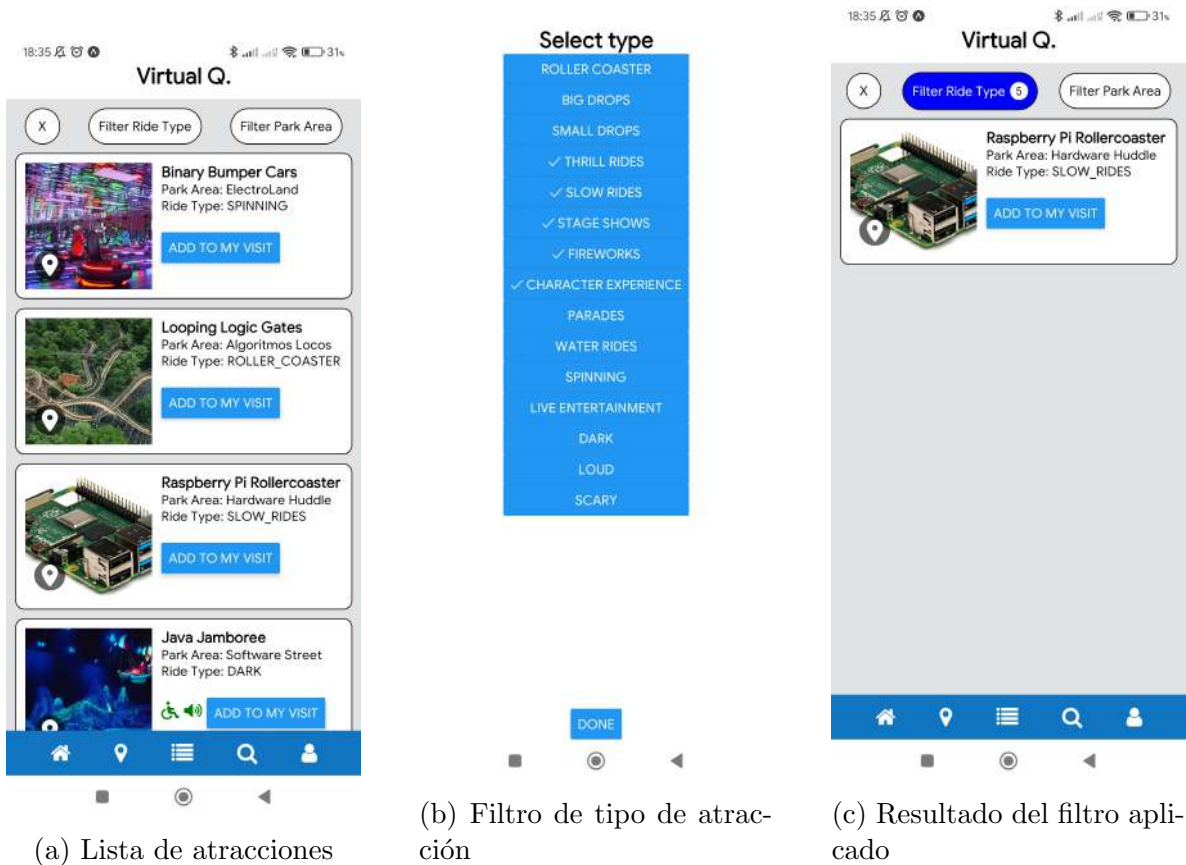 18:35
31%
Virtual Q.
X
Filter Ride Type
Filter Park Area
Binary Bumper Cars
Park Area: ElectroLand
Ride Type: SPINNING
ADD TO MY VISIT
Looping Logic Gates
Park Area: Algoritmos Locos
Ride Type: ROLLER_COASTER
ADD TO MY VISIT
Raspberry Pi Rollercoaster
Park Area: Hardware Huddle
Ride Type: SLOW_RIDES
ADD TO MY VISIT
Java Jamboree
Park Area: Software Street
Ride Type: DARK
ADD TO MY VISIT
(a) Lista de atracciones
Select type
ROLLER COASTER
BIG DROPS
SMALL DROPS
✓ THRILL RIDES
✓ SLOW RIDES
✓ STAGE SHOWS
✓ FIREWORKS
✓ CHARACTER EXPERIENCE
PARADES
WATER RIDES
SPINNING
LIVE ENTERTAINMENT
DARK
LOUD
SCARY
DONE
(b) Filtro de tipo de atrac-
ción
18:35
31%
Virtual Q.
X
Filter Ride Type 5
Filter Park Area
Raspberry Pi Rollercoaster
Park Area: Hardware Huddle
Ride Type: SLOW_RIDES
ADD TO MY VISIT
(c) Resultado del filtro apli-
cado